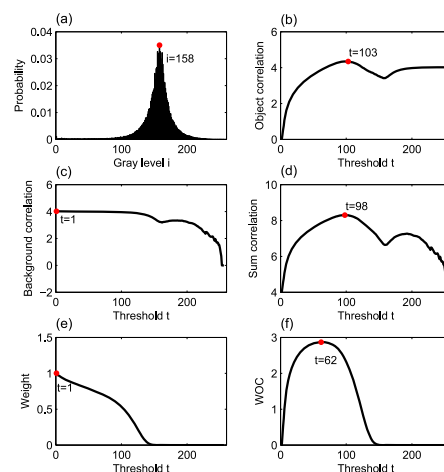 (a)
0.04
0.03
0.02
0.01
0
Probability
i=158
0 100 200
Gray level i
(b)
6
4
2
0
Object correlation
t=103
0 100 200
Threshold t
(c)
6
4
2
0
−2
Background correlation
t=1
0 100 200
Threshold t
(d)
10
8
6
4
Sum correlation
t=98
0 100 200
Threshold t
(e)
1.5
1
0.5
0
Weight
t=1
0 100 200
Threshold t
(f)
3
2
1
0
WOC
t=62
0 100 200
Threshold t